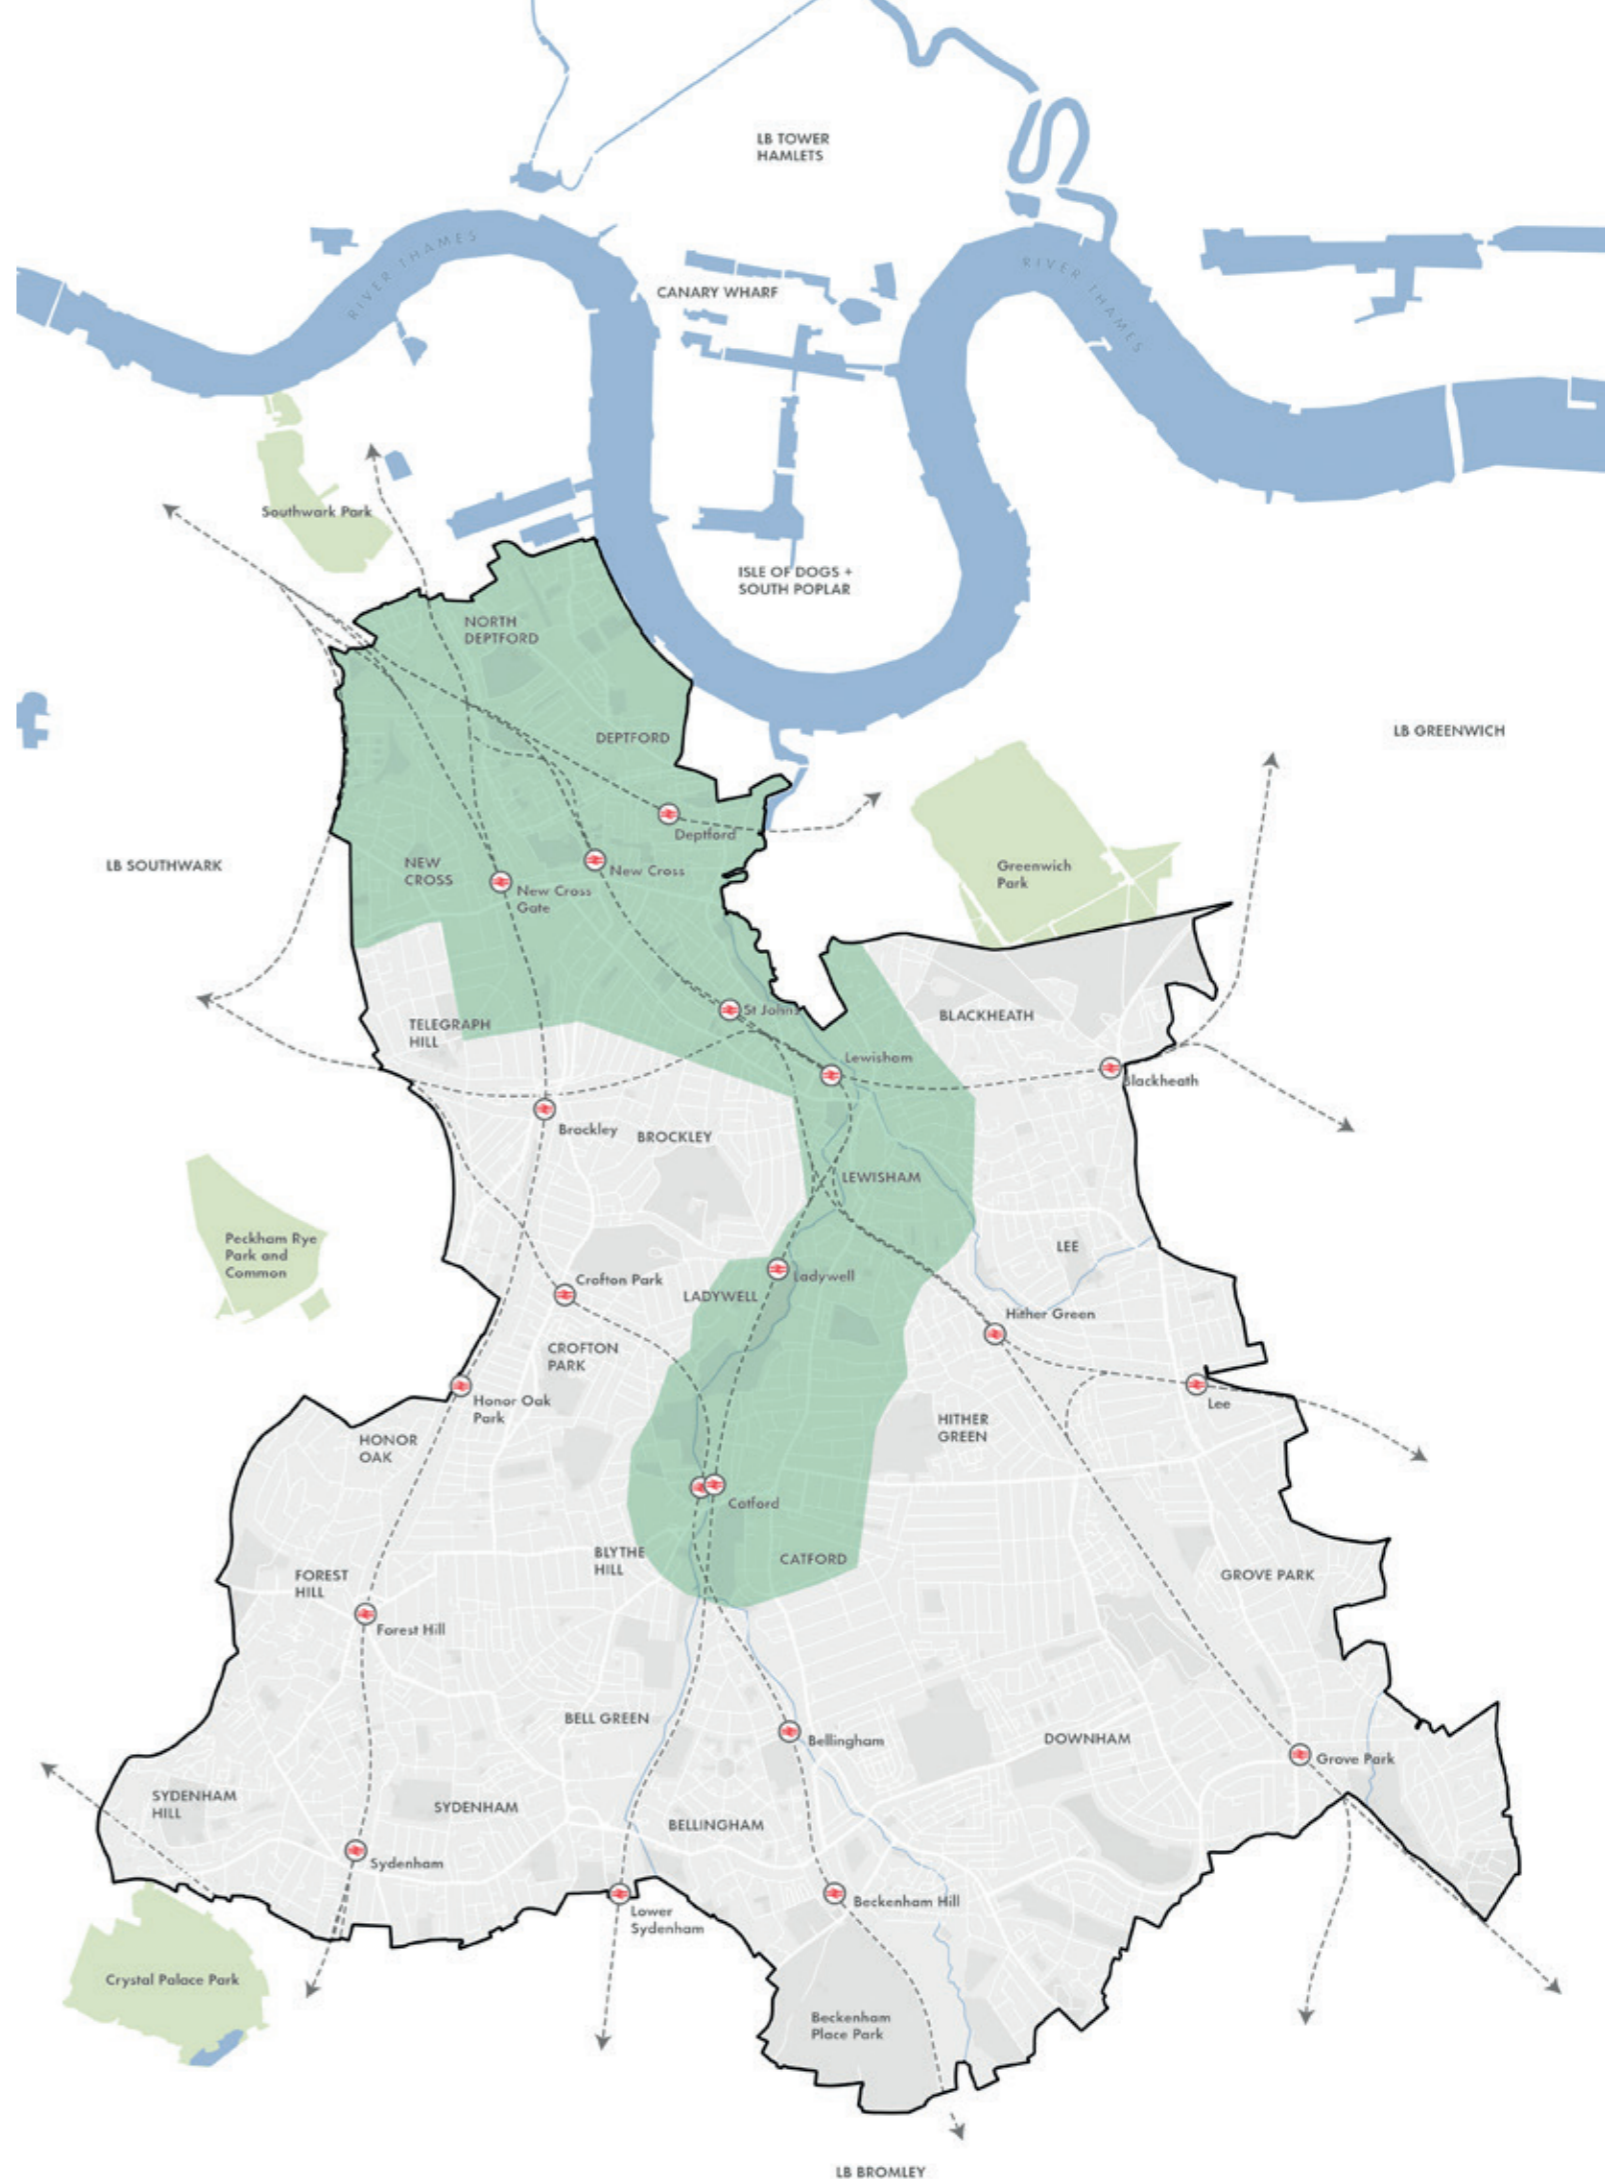 LB TOWER
HAMLETS
RIVER THAMES
RIVER THAMES
CANARY WHARF
Southwark Park
ISLE OF DOGS +
SOUTH POPLAR
NORTH
DEPTFORD
LB GREENWICH
DEPTFORD
Deptford
LB SOUTHWARK
NEW
CROSS
New Cross
New Cross
Gate
Greenwich
Park
St Johns
BLACKHEATH
TELEGRAPH
HILL
Lewisham
Blackheath
Brockley
BROCKLEY
LEWISHAM
Peckham Rye
Park and
Common
LEE
Crofton Park
Ladywell
LADYWELL
Hither Green
CROFTON
PARK
Honor Oak
Park
Lee
HONOR
OAK
HITHER
GREEN
Catford
BLYTHE
HILL
CATFORD
FOREST
HILL
GROVE PARK
Forest Hill
BELL GREEN
Bellingham
DOWNHAM
Grove Park
SYDENHAM
HILL
SYDENHAM
BELLINGHAM
Sydenham
Lower
Sydenham
Beckenham Hill
Crystal Palace Park
Beckenham
Place Park
LB BROMLEY